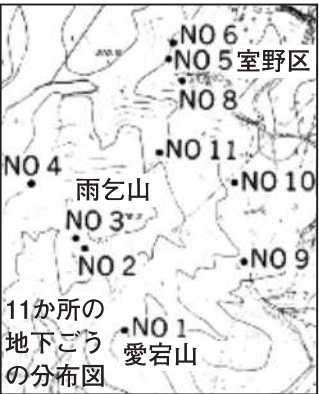 NO 6
NO 5 室野区
NO 8
NO 11
NO 4
NO 10
雨乞山
NO 3
NO 2
NO 9
NO 1
愛宕山
11か所の
地下ごう
の分布図